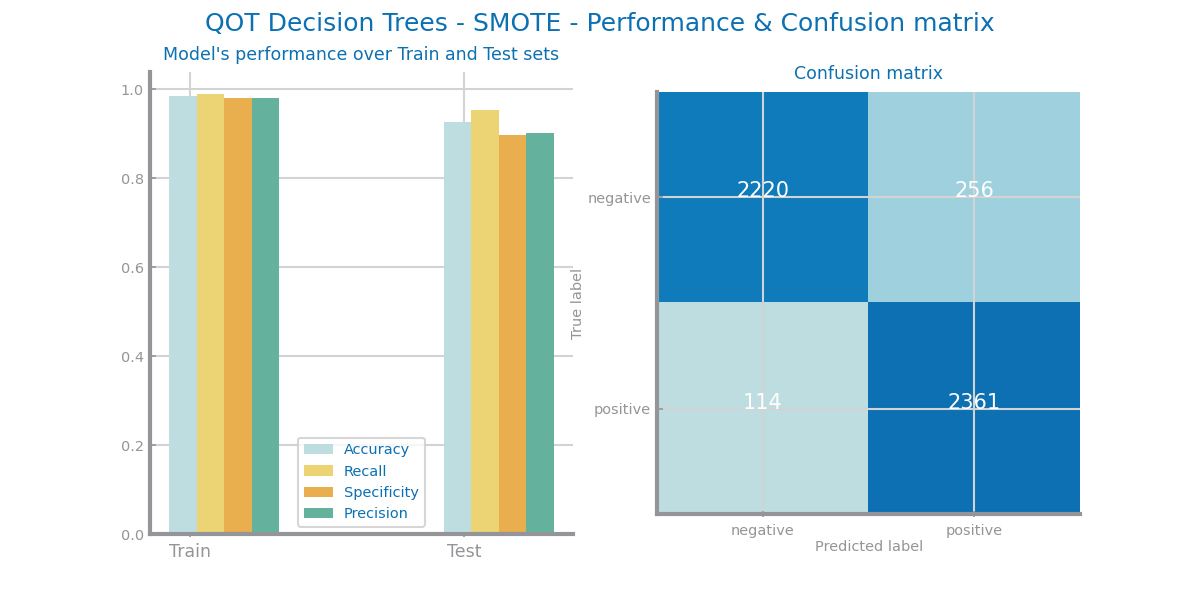 QOT Decision Trees - SMOTE - Performance & Confusion matrix
Model's performance over Train and Test sets
1.0
0.8
0.6
0.4
0.2
0.0
Train
Test
Accuracy
Recall
Specificity
Precision
Confusion matrix
True label
negative
positive
2220
256
114
2361
negative
positive
Predicted label